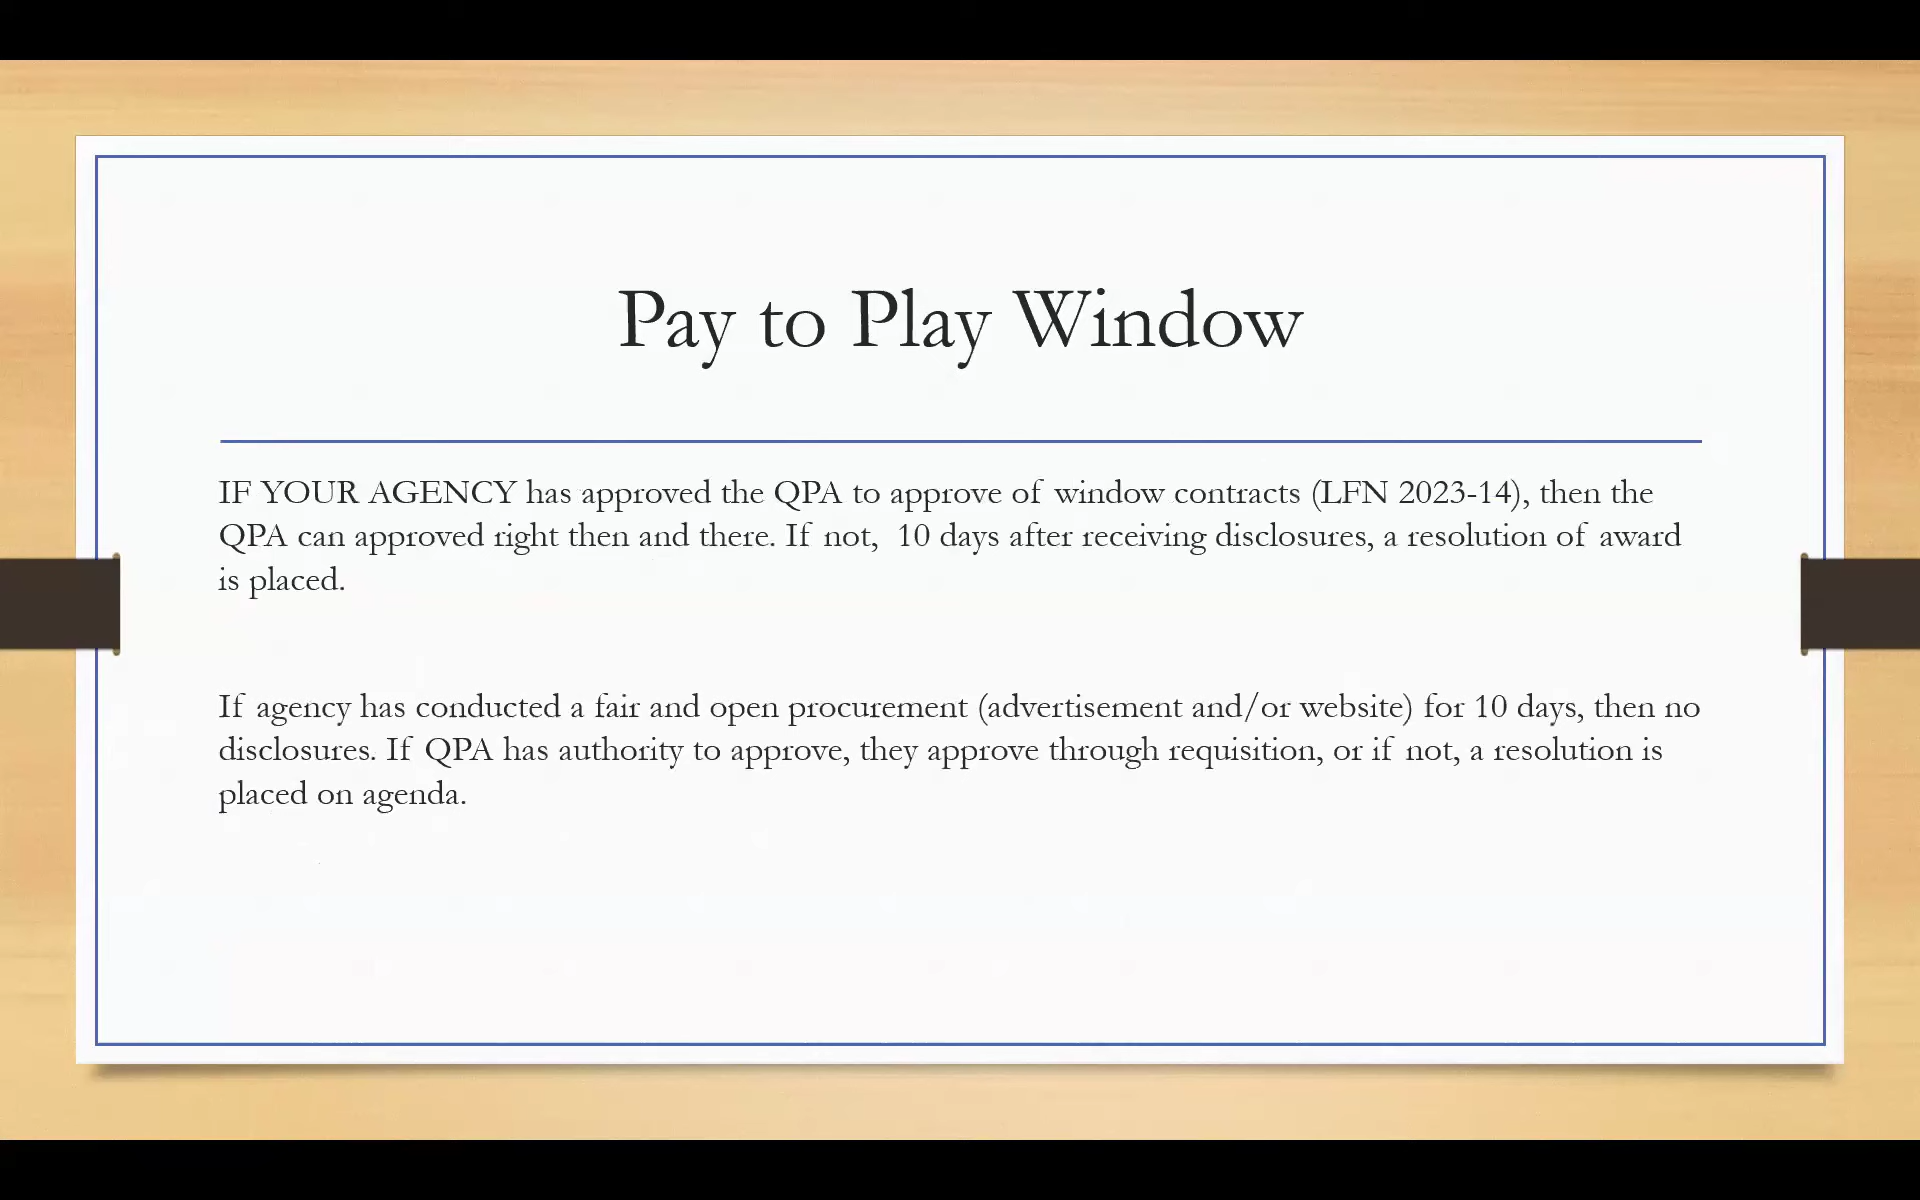 Pay to Play Window
IF YOUR AGENCY has approved the QPA to approve of window contracts (LFN 2023-14), then the
QPA can approved right then and there. If not,  10 days after receiving disclosures, a resolution of award
is placed.
If agency has conducted a fair and open procurement (advertisement and/or website) for 10 days, then no
disclosures. If QPA has authority to approve, they approve through requisition, or if not, a resolution is
placed on agenda.